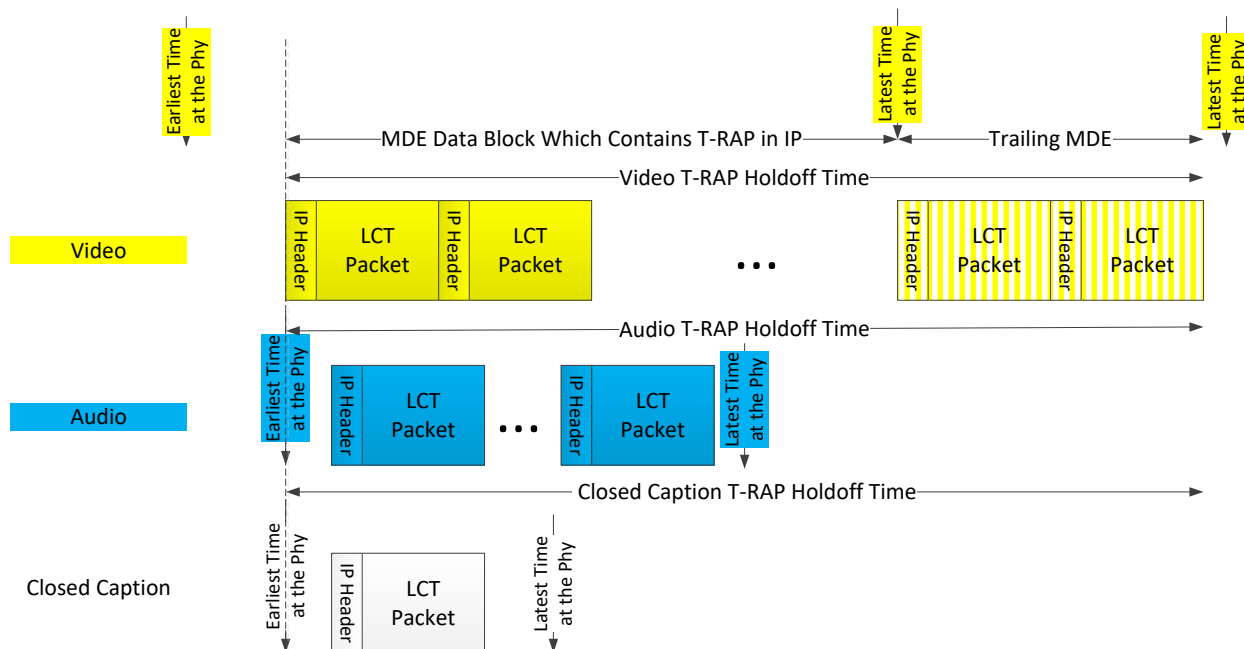 Earliest Time
at the Phy
Latest Time
at the Phy
Latest Time
at the Phy
MDE Data Block Which Contains T-RAP in IP
Trailing MDE
Video T-RAP Holdoff Time
Video
IP Header
LCT
Packet
IP Header
LCT
Packet
...
IP Header
LCT
Packet
IP Header
LCT
Packet
Audio T-RAP Holdoff Time
Audio
Earliest Time
at the Phy
IP Header
LCT
Packet
...
IP Header
LCT
Packet
Latest Time
at the Phy
Closed Caption T-RAP Holdoff Time
Closed Caption
Earliest Time
at the Phy
IP Header
LCT
Packet
Latest Time
at the Phy